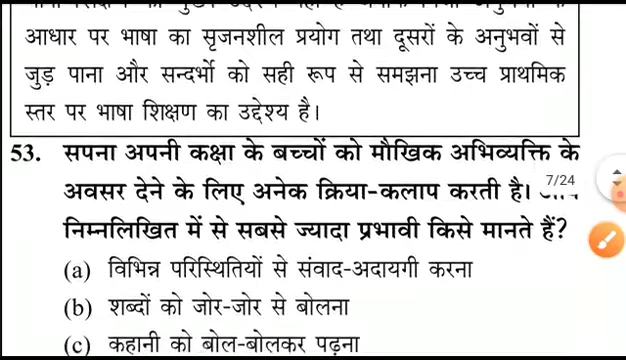 आधार पर भाषा का सृजनशील प्रयोग तथा दूसरों के अनुभवों से
जुड़ पाना और सन्दर्भो को सही रूप से समझना उच्च प्राथमिक
स्तर पर भाषा शिक्षण का उद्देश्य है।
53. सपना अपनी कक्षा के बच्चों को मौखिक अभिव्यक्ति के
अवसर देने के लिए अनेक क्रिया-कलाप करती है।
7/24
निम्नलिखित में से सबसे ज्यादा प्रभावी किसे मानते हैं?
(a) विभिन्न परिस्थितियों से संवाद-अदायगी करना
(b) शब्दों को जोर-जोर से बोलना
(c) कहानी को बोल-बोलकर पढ़ना